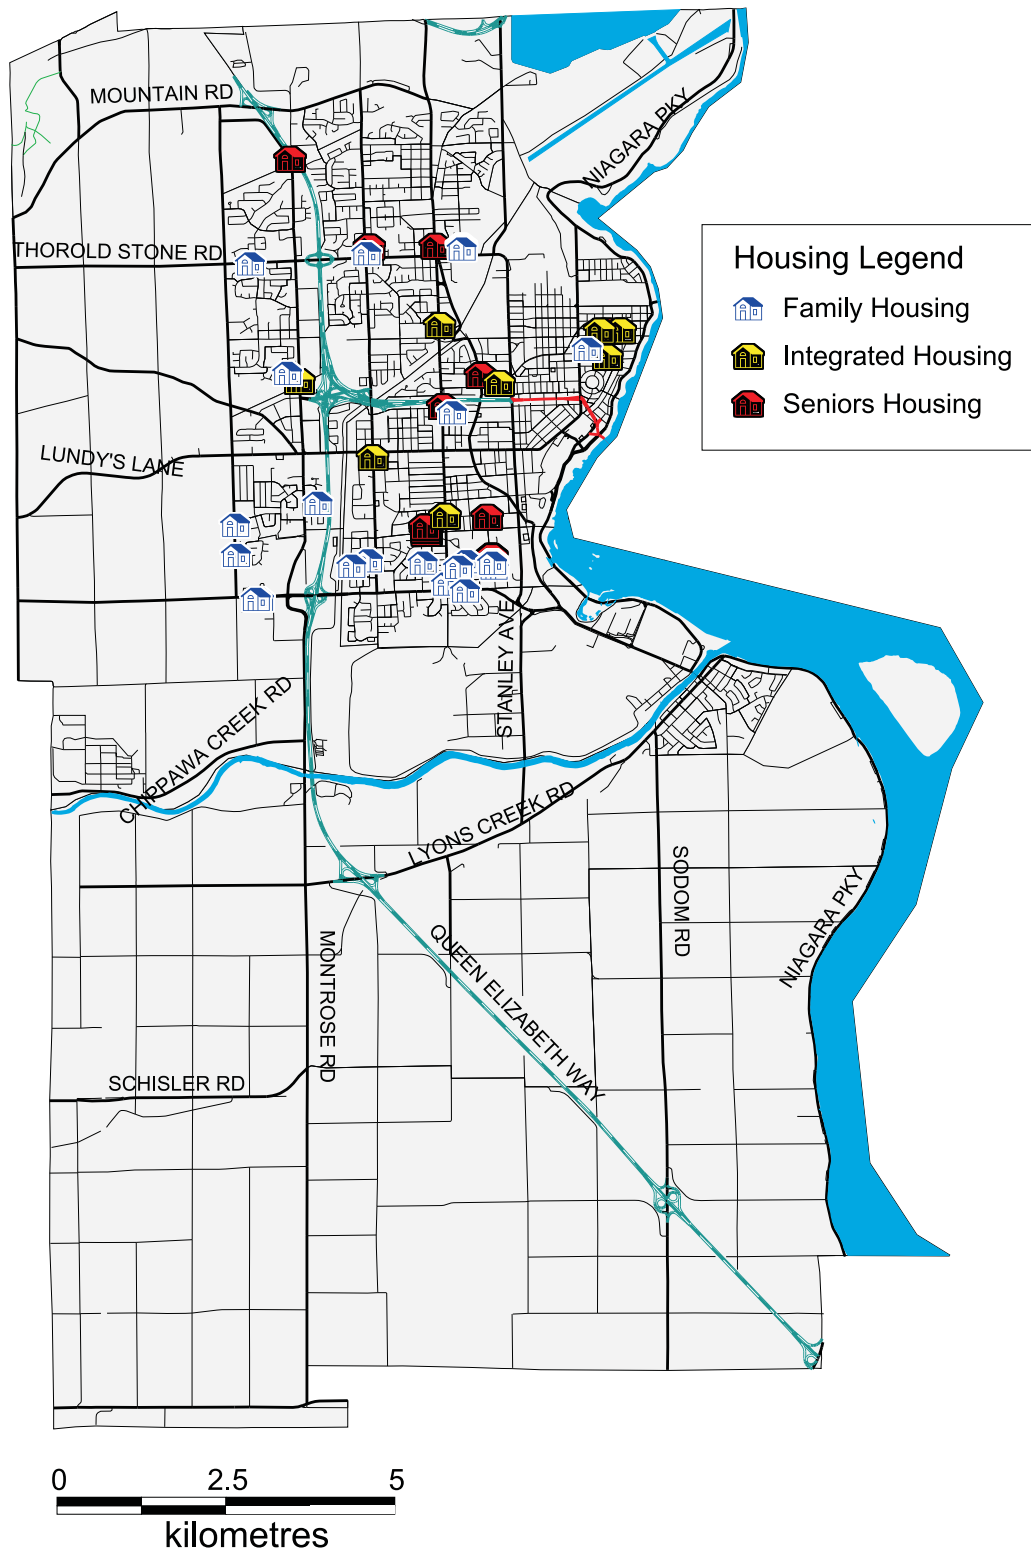 MOUNTAIN RD
NIAGARA PKY
THOROLD STONE RD
Housing Legend
Family Housing
Integrated Housing
Seniors Housing
LUNDY'S LANE
STANLEY AVE
CHIPPAWA CREEK RD
LYONS CREEK RD
SODOM RD
NIAGARA PKY
MONTROSE RD
QUEEN ELIZABETH WAY
SCHISLER RD
0 2.5 5
kilometres